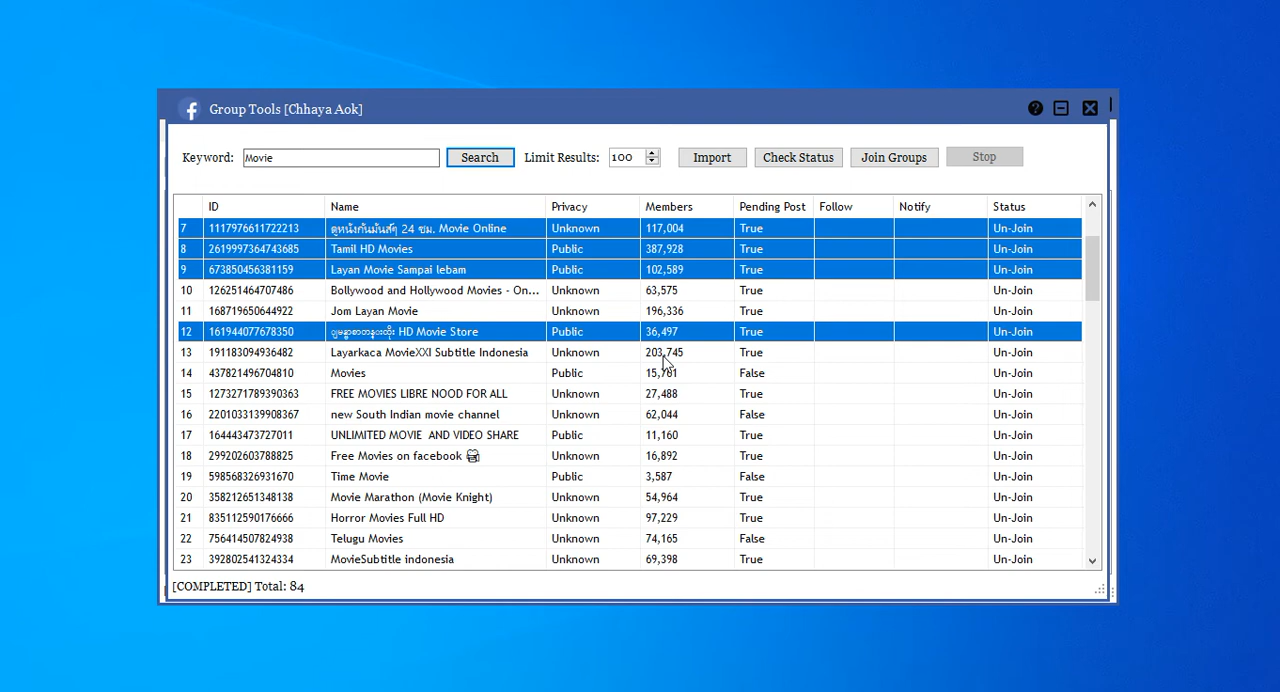 Group Tools [Chhaya Aok]
Keyword: Movie Search Limit Results: 100 Import Check Status Join Groups Stop
ID Name Privacy Members Pending Post Follow Notify Status
7 1117976611722213 ดูหนังกันมันส์ๆ 24 ชม. Movie Online Unknown 117,004 True Un-Join
8 2619997364743685 Tamil HD Movies Public 387,928 True Un-Join
9 673850456381159 Layan Movie Sampai lebam Public 102,589 True Un-Join
10 126251464707486 Bollywood and Hollywood Movies - On... Unknown 63,575 True Un-Join
11 168719650644922 Jom Layan Movie Unknown 196,336 True Un-Join
12 161944077678350 HD Movie Store Public 36,497 True Un-Join
13 191183094936482 Layarkaca MovieXXI Subtitle Indonesia Unknown 203,745 True Un-Join
14 437821496704810 Movies Public 15,781 False Un-Join
15 1273271789390363 FREE MOVIES LIBRE NOOD FOR ALL Unknown 27,488 True Un-Join
16 2201033139908367 new South Indian movie channel Unknown 62,044 False Un-Join
17 164443473727011 UNLIMITED MOVIE AND VIDEO SHARE Public 11,160 True Un-Join
18 299202603788825 Free Movies on facebook Unknown 16,892 True Un-Join
19 598568326931670 Time Movie Public 3,587 False Un-Join
20 358212651348138 Movie Marathon (Movie Knight) Unknown 54,964 True Un-Join
21 835112590176666 Horror Movies Full HD Unknown 97,229 True Un-Join
22 756414507824938 Telugu Movies Unknown 74,165 False Un-Join
23 392802541324334 MovieSubtitle indonesia Unknown 69,398 True Un-Join
[COMPLETED] Total: 84